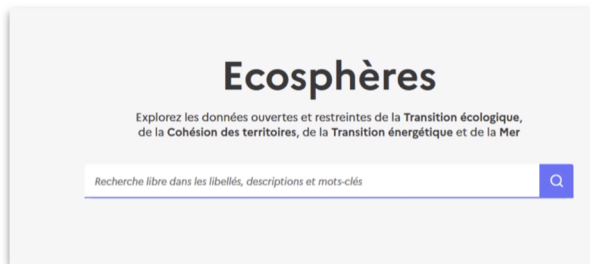 Ecosphères
Explorez les données ouvertes et restreintes de la Transition écologique,
de la Cohésion des territoires, de la Transition énergétique et de la Mer
Recherche libre dans les libellés, descriptions et mots-clés